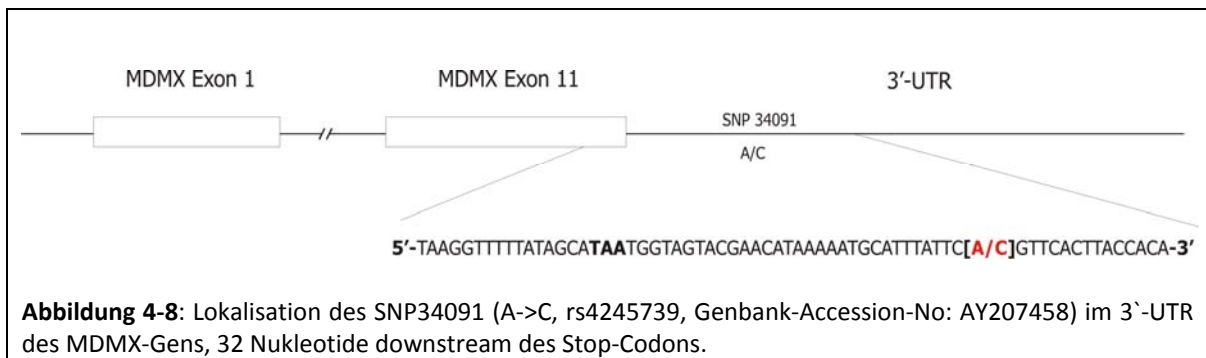 MDMX Exon 1
MDMX Exon 11
3'-UTR
//
SNP 34091
A/C
5'-TAAGGTTTTTATAGCATAATGGTAGTACGAACATAAAAATGCATTTATTC[A/C]GTTCACTTACCACA-3'
Abbildung 4-8: Lokalisation des SNP34091 (A->C, rs4245739, Genbank-Accession-No: AY207458) im 3`-UTR
des MDMX-Gens, 32 Nukleotide downstream des Stop-Codons.